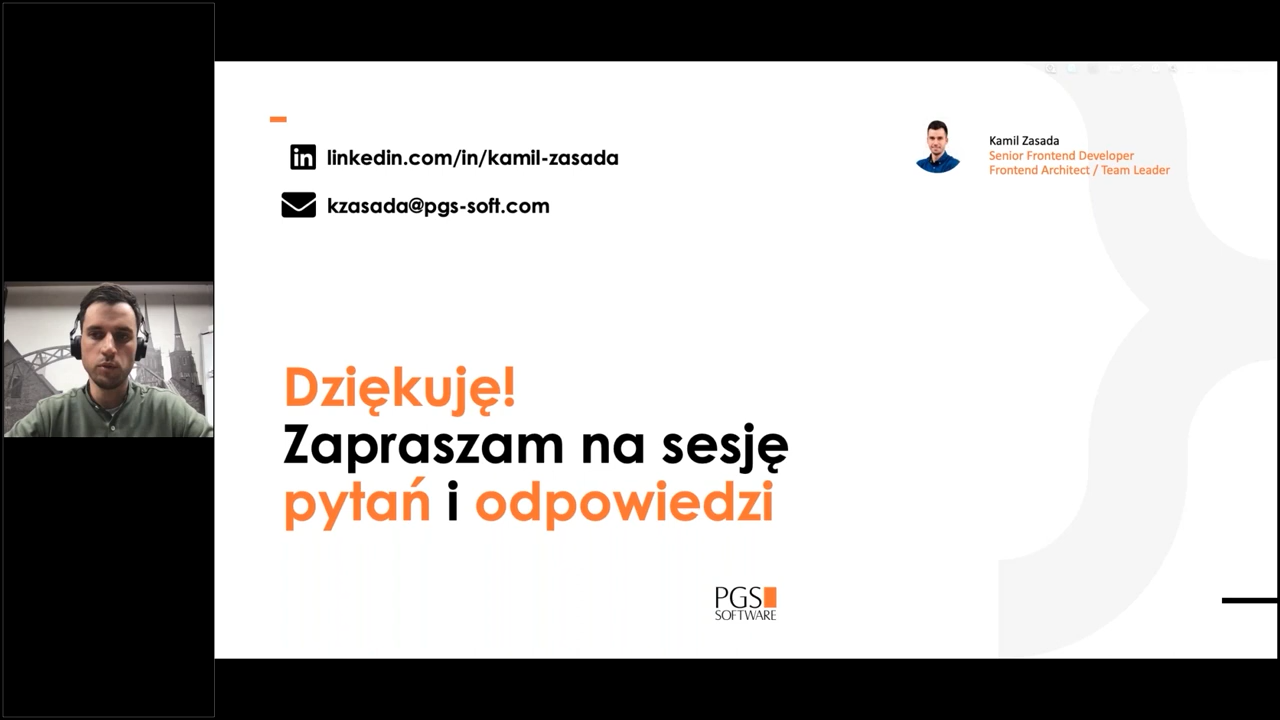 linkedin.com/in/kamil-zasada
kzasada@pgs-soft.com
Kamil Zasada
Senior Frontend Developer
Frontend Architect / Team Leader
Dziękuję!
Zapraszam na sesję
pytań i odpowiedzi
PGS
SOFTWARE